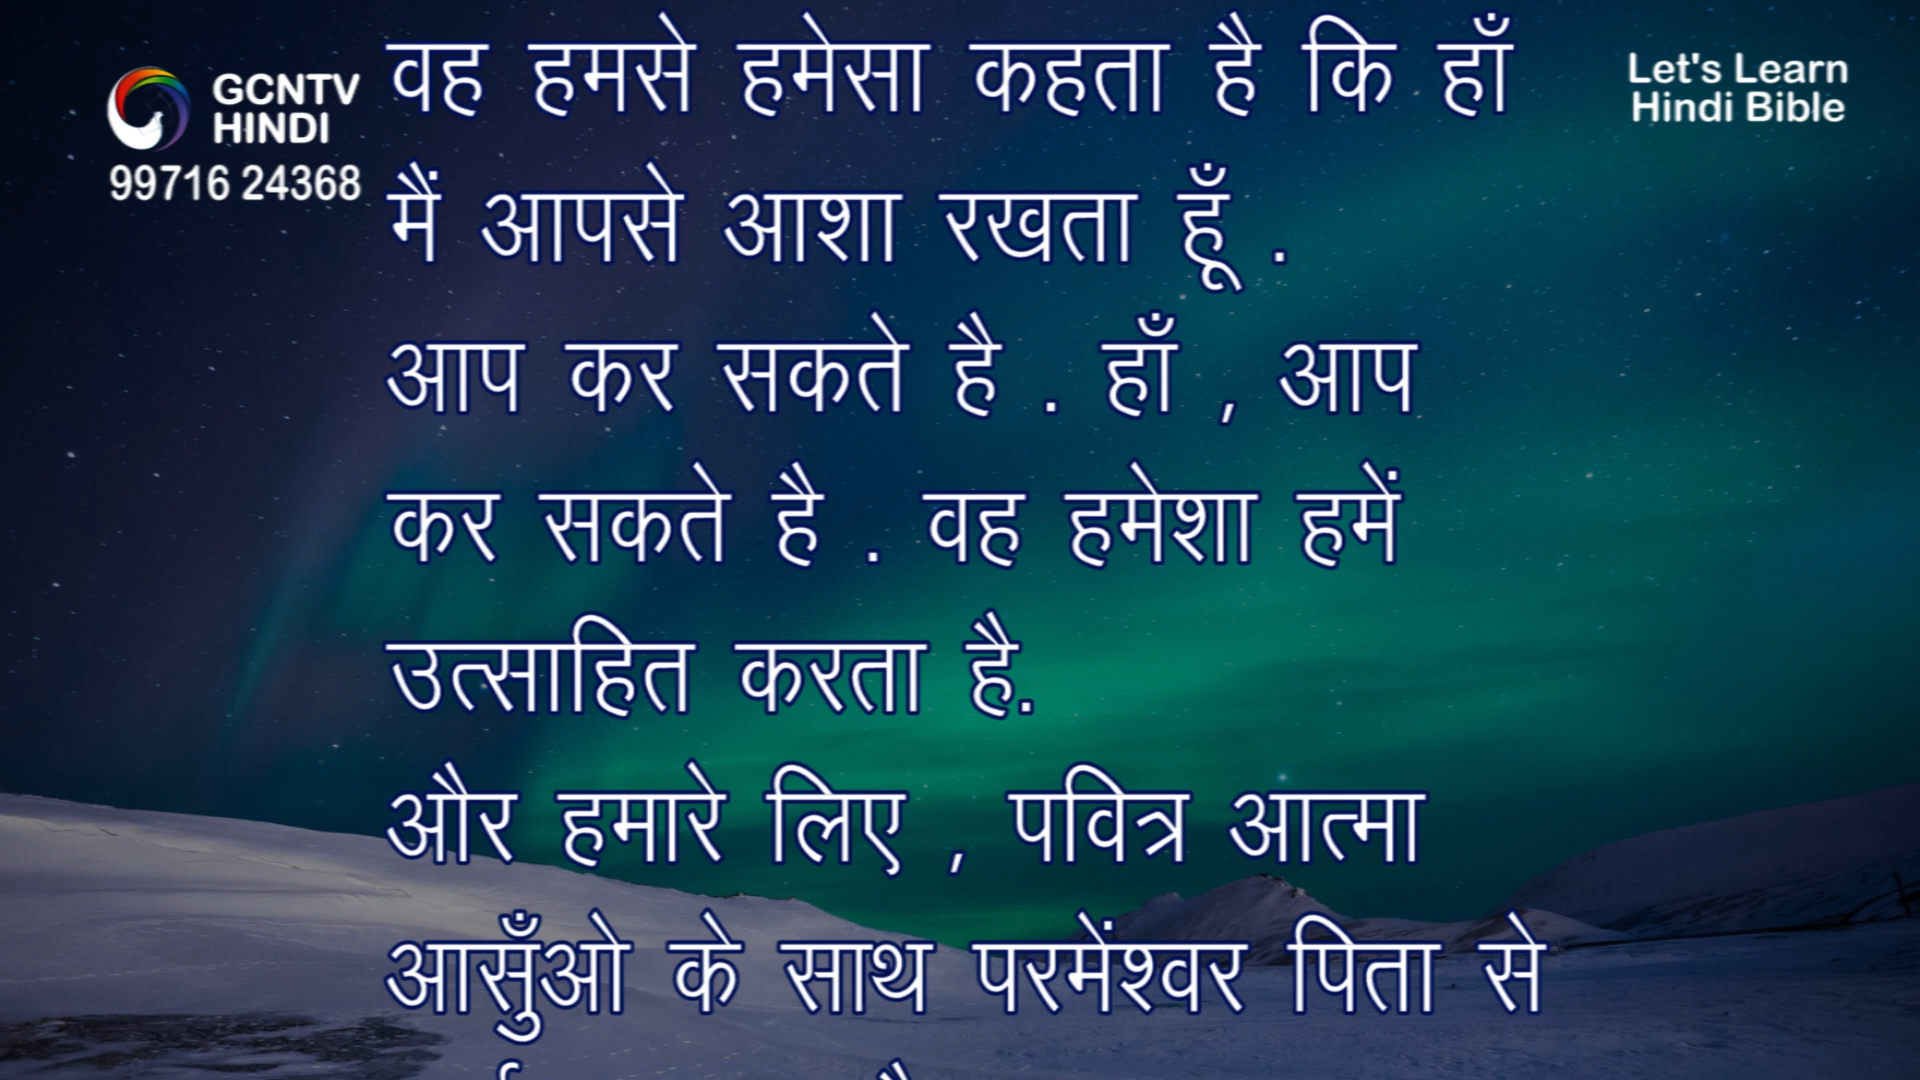 वह हमसे हमेसा कहता है कि हाँ
GCNTV
HINDI
99716 24368
Let's Learn
Hindi Bible
मैं आपसे आशा रखता हूँ .
आप कर सकते है . हाँ , आप
कर सकते है . वह हमेशा हमें
उत्साहित करता है.
और हमारे लिए , पवित्र आत्मा
आसुँओ के साथ परमेंश्वर पिता से